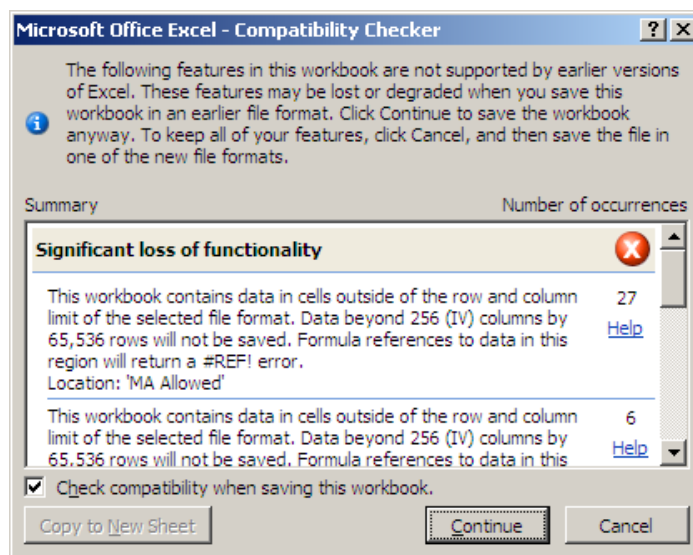 Microsoft Office Excel - Compatibility Checker
The following features in this workbook are not supported by earlier versions
of Excel. These features may be lost or degraded when you save this
workbook in an earlier file format. Click Continue to save the workbook
anyway. To keep all of your features, click Cancel, and then save the file in
one of the new file formats.
Summary Number of occurrences
Significant loss of functionality
This workbook contains data in cells outside of the row and column 27
limit of the selected file format. Data beyond 256 (IV) columns by Help
65,536 rows will not be saved. Formula references to data in this
region will return a #REF! error.
Location: 'MA Allowed'
This workbook contains data in cells outside of the row and column 6
limit of the selected file format. Data beyond 256 (IV) columns by Help
65,536 rows will not be saved. Formula references to data in this
Check compatibility when saving this workbook.
Copy to New Sheet Continue Cancel